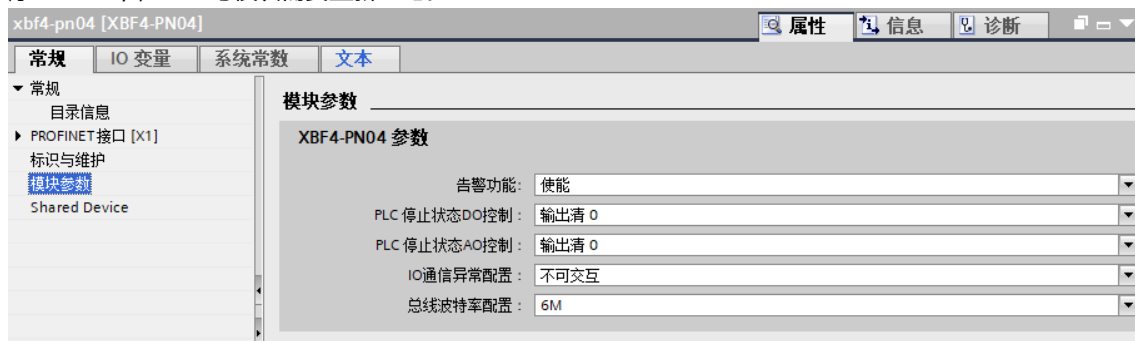 xbf4-pn04 [XBF4-PN04]
属性 信息 诊断
常规 IO 变量 系统常数 文本
常规
目录信息
PROFINET接口 [X1]
标识与维护
模块参数
Shared Device
模块参数
XBF4-PN04 参数
告警功能: 使能
PLC 停止状态DO控制： 输出清 0
PLC 停止状态AO控制： 输出清 0
IO通信异常配置： 不可交互
总线波特率配置： 6M